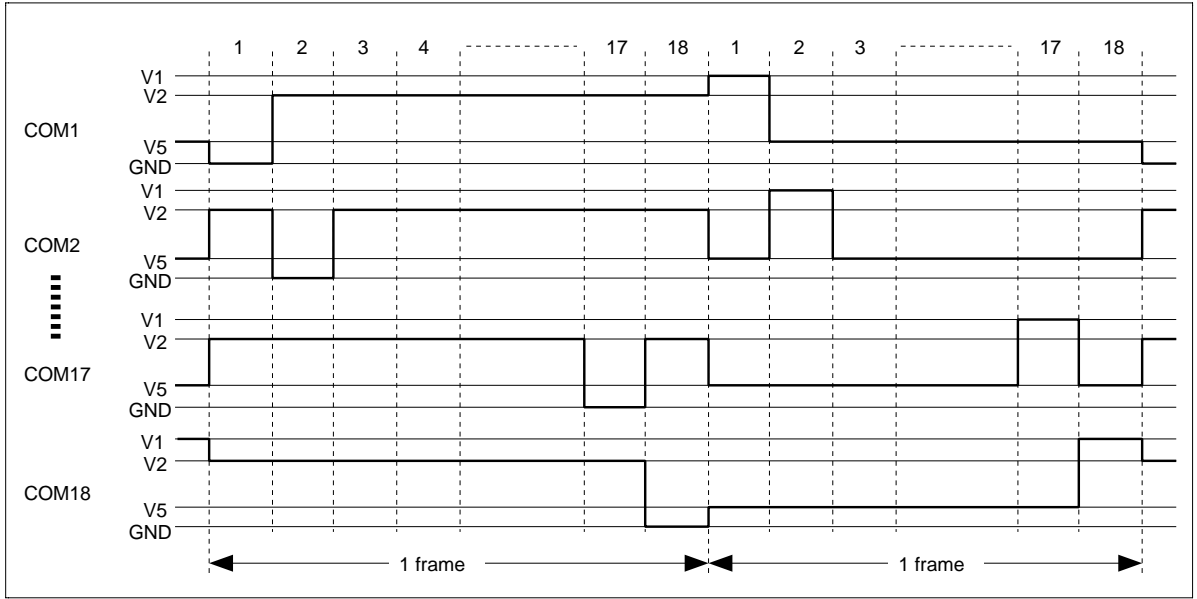 1 2 3 4 17 18 1 2 3 17 18
V1
V2
COM1
V5
GND
V1
V2
COM2
V5
GND
V1
V2
COM17
V5
GND
V1
V2
COM18
V5
GND
1 frame 1 frame